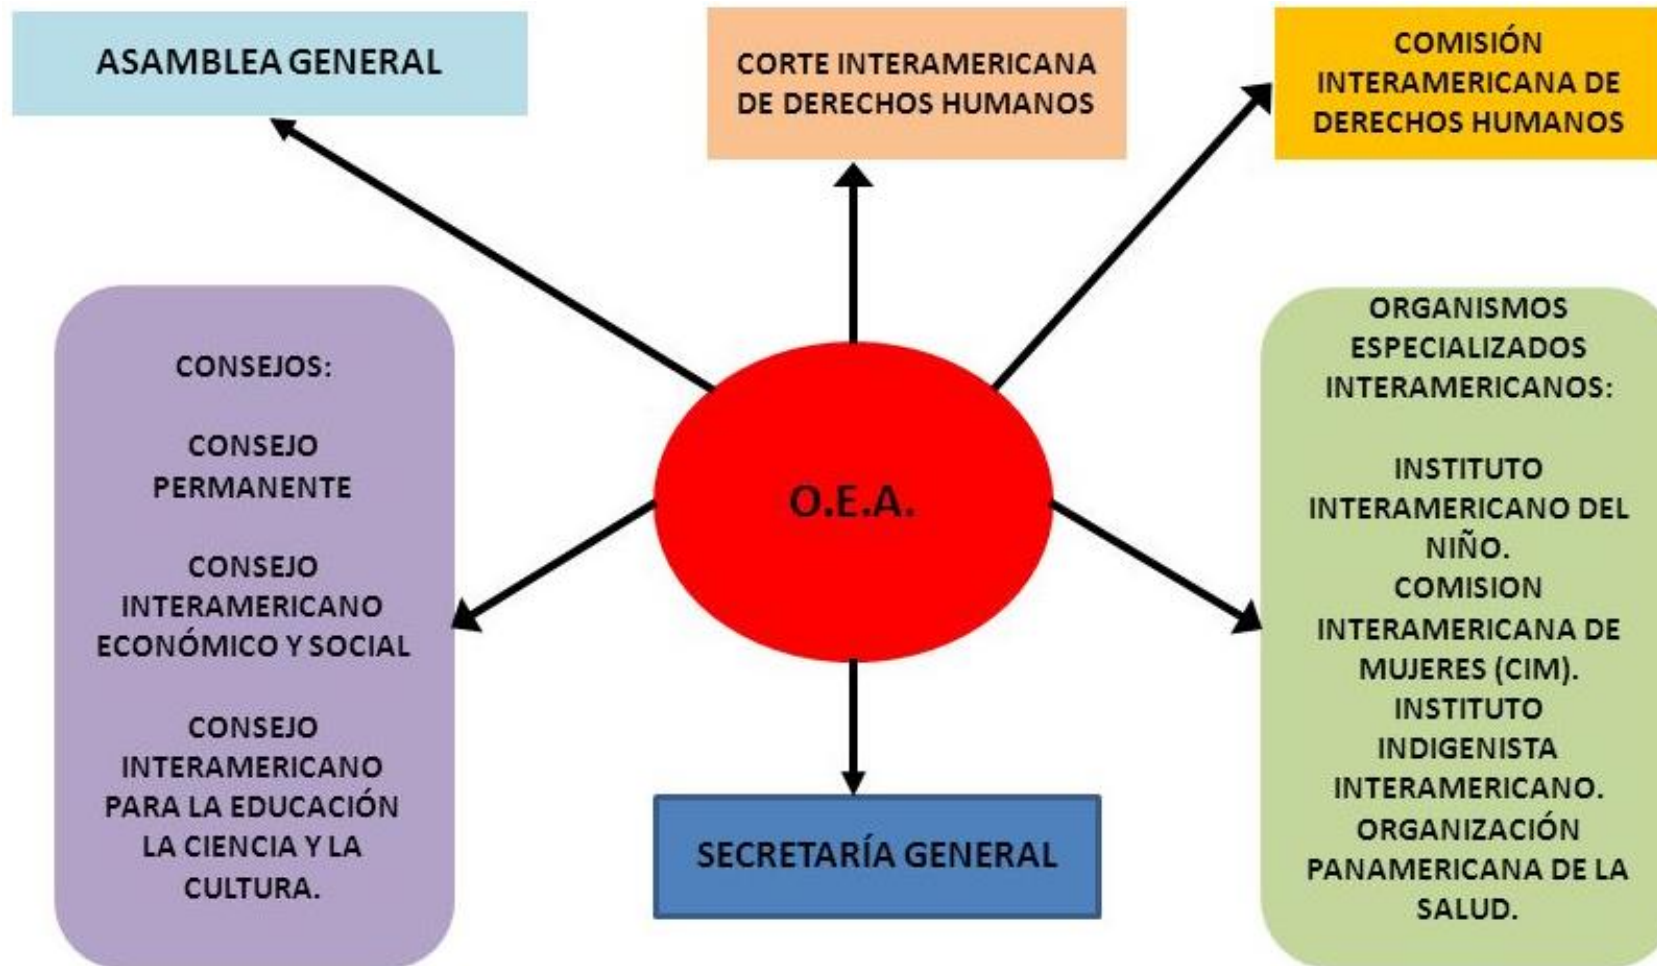 ASAMBLEA GENERAL
CORTE INTERAMERICANA
DE DERECHOS HUMANOS
COMISIÓN
INTERAMERICANA DE
DERECHOS HUMANOS
CONSEJOS:
CONSEJO
PERMANENTE
CONSEJO
INTERAMERICANO
ECONÓMICO Y SOCIAL
CONSEJO
INTERAMERICANO
PARA LA EDUCACIÓN
LA CIENCIA Y LA
CULTURA.
O.E.A.
ORGANISMOS
ESPECIALIZADOS
INTERAMERICANOS:
INSTITUTO
INTERAMERICANO DEL
NIÑO.
COMISION
INTERAMERICANA DE
MUJERES (CIM).
INSTITUTO
INDIGENISTA
INTERAMERICANO.
ORGANIZACIÓN
PANAMERICANA DE LA
SALUD.
SECRETARÍA GENERAL